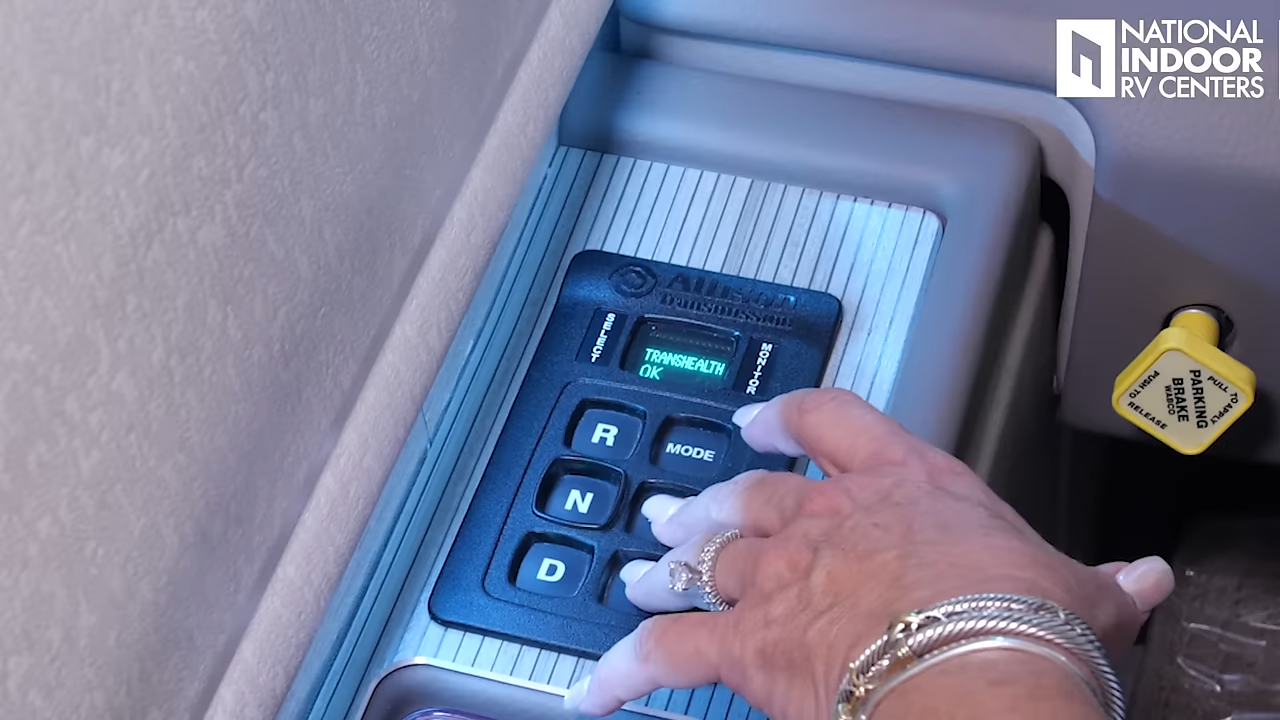 NATIONAL
INDOOR
RV CENTERS
Allison
Transmission
SELECT
MONITOR
TRANSHEALTH
OK
R
MODE
N
D
PULL TO APPLY
PARKING
BRAKE
WABCO
PUSH TO RELEASE